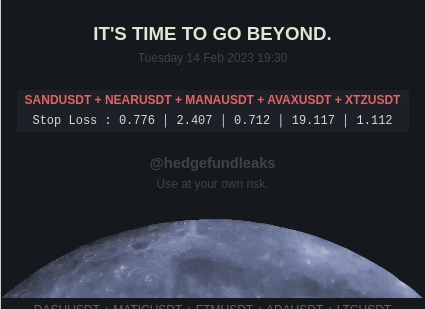 IT'S TIME TO GO BEYOND.
Tuesday 14 Feb 2023 19:30
SANDUSDT + NEARUSDT + MANAUSDT + AVAXUSDT + XTZUSDT
Stop Loss : 0.776 | 2.407 | 0.712 | 19.117 | 1.112
@hedgefundleaks
Use at your own risk.
DASHUSDT + MATICUSDT + FTMUSDT + ADAUSDT + LTCUSDT